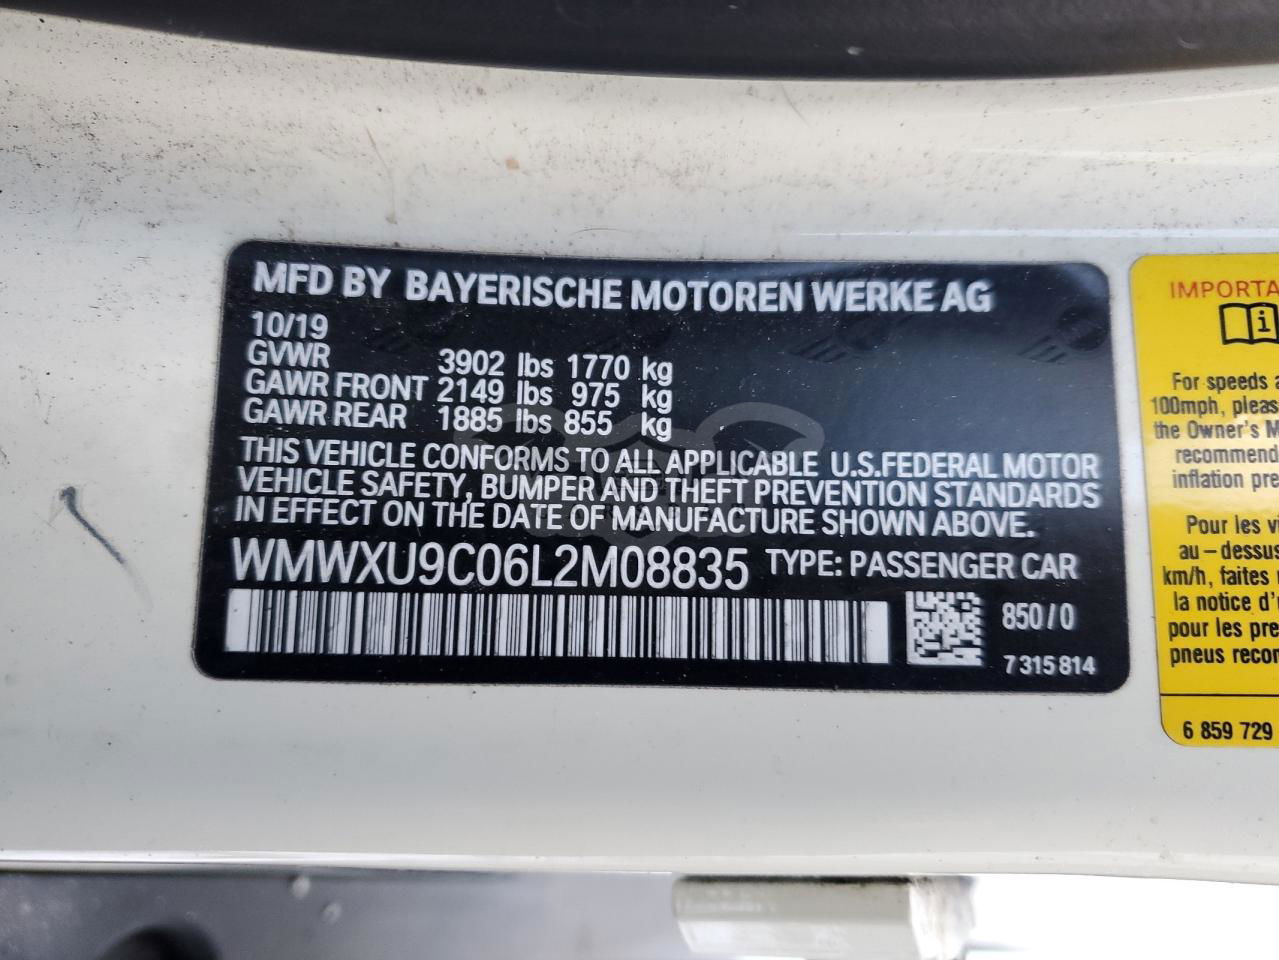 MFD BY BAYERISCHE MOTOREN WERKE AG
10/19
GVWR 3902 lbs 1770 kg
GAWR FRONT 2149 lbs 975 kg
GAWR REAR 1885 lbs 855 kg
THIS VEHICLE CONFORMS TO ALL APPLICABLE U.S.FEDERAL MOTOR
VEHICLE SAFETY, BUMPER AND THEFT PREVENTION STANDARDS
IN EFFECT ON THE DATE OF MANUFACTURE SHOWN ABOVE.
WMWXU9C06L2M08835 TYPE: PASSENGER CAR
850/0
7 315 814
IMPORTA
i
For speeds a
100mph, pleas
the Owner's M
recommend
inflation pre
Pour les v
au-dessus
km/h, faites
la notice d'
pour les pre
pneus recon
6 859 729